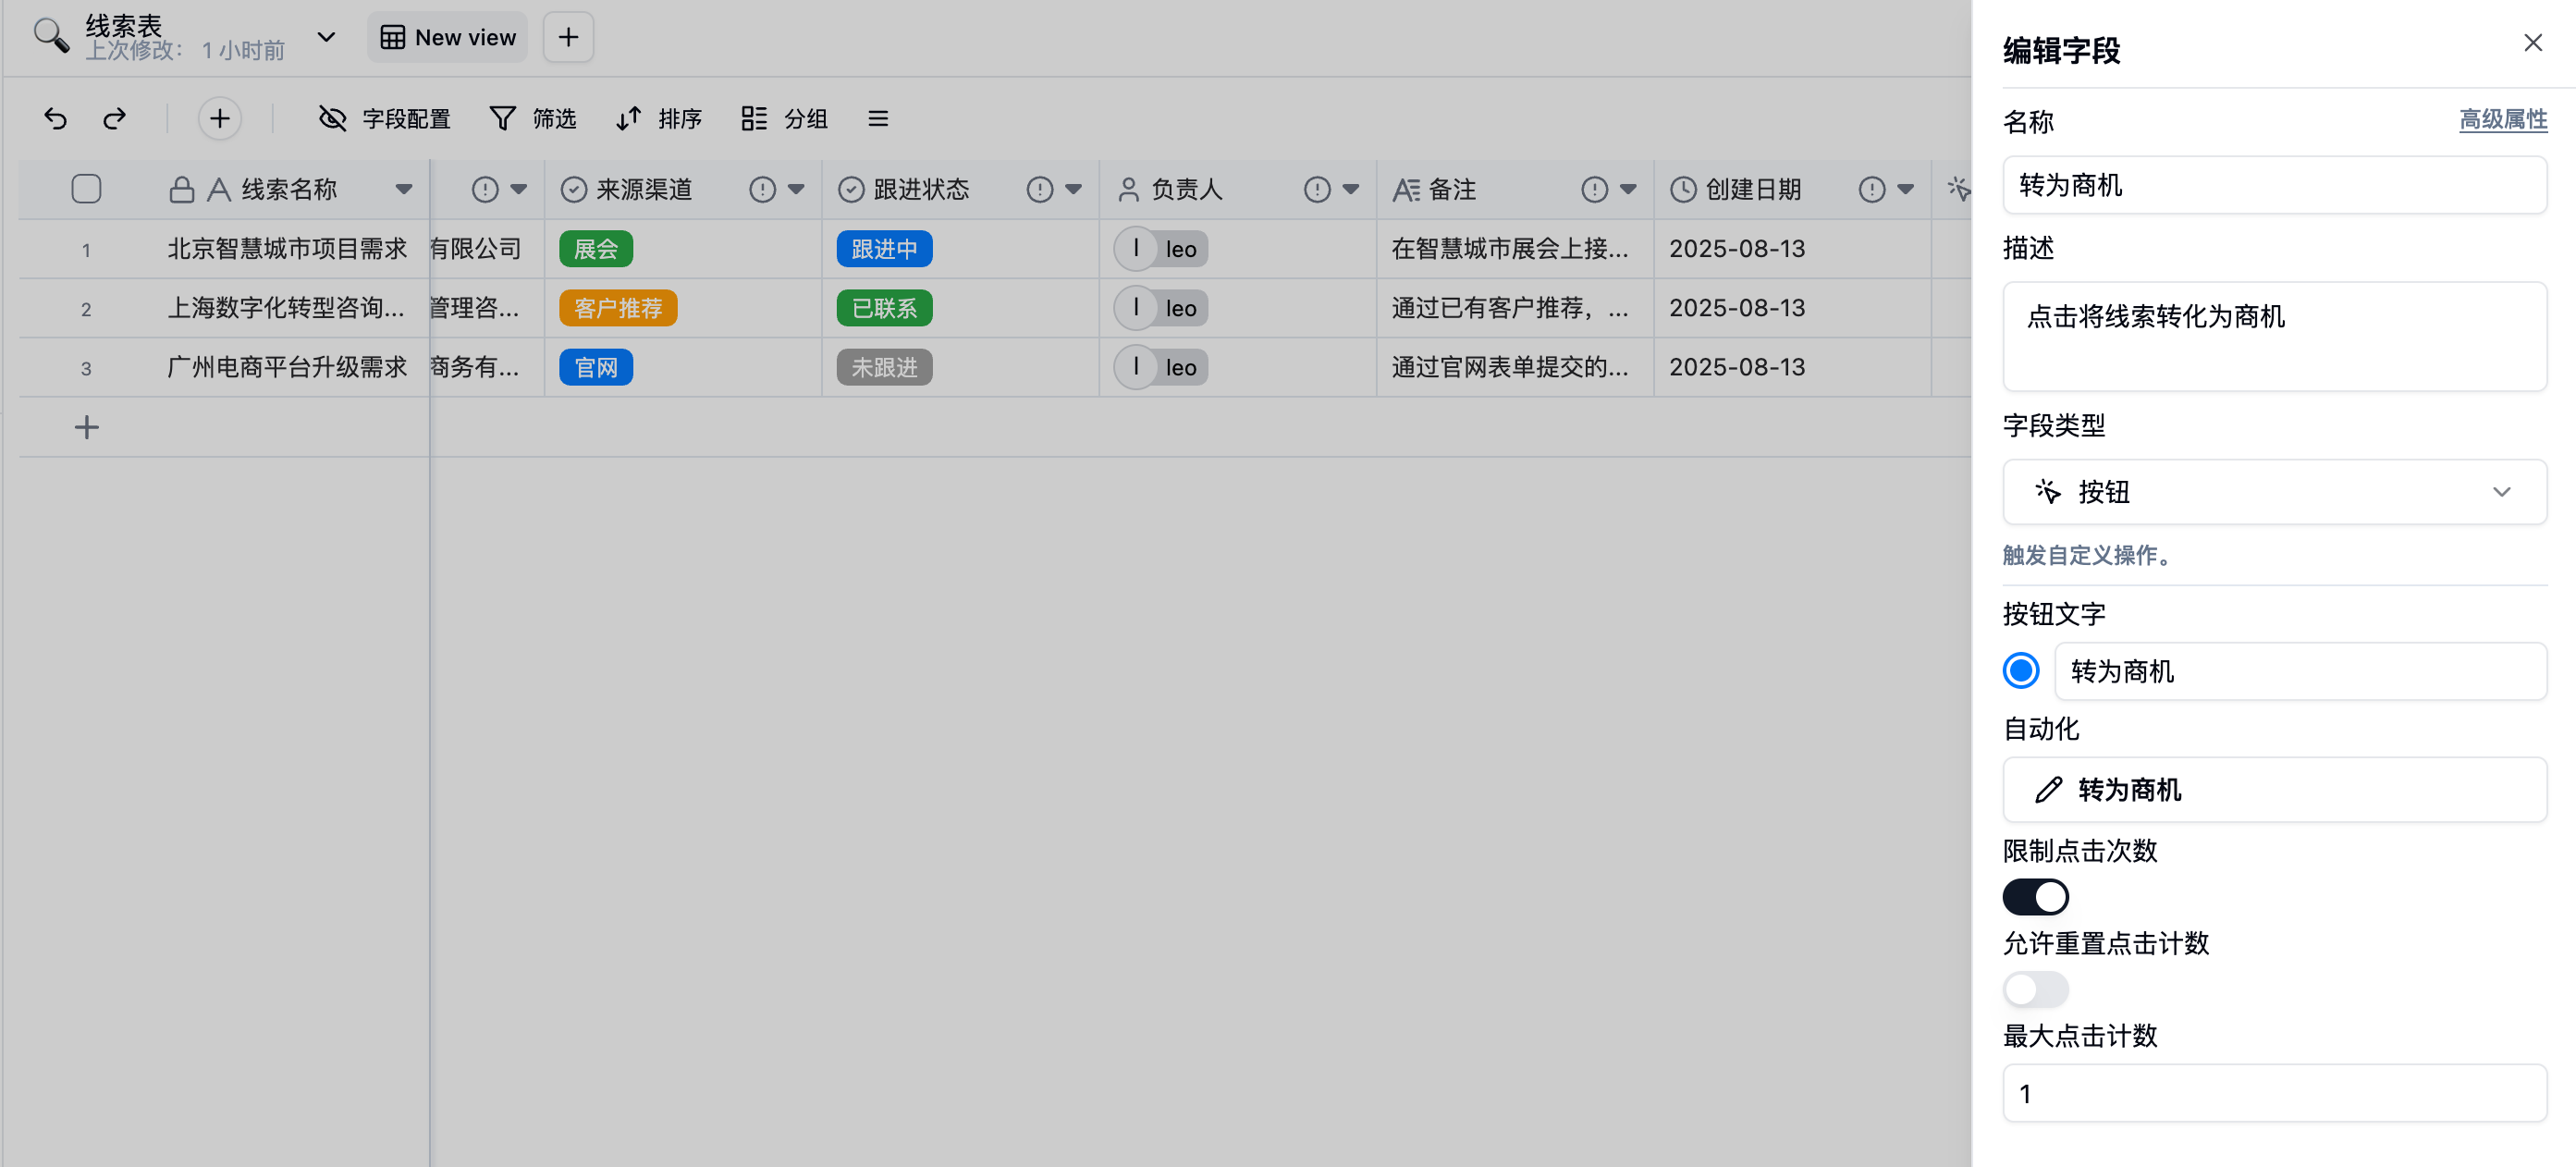 线索表
上次修改： 1 小时前
New view
字段配置 筛选 排序 分组
线索名称 来源渠道 跟进状态 负责人 备注 创建日期
1 北京智慧城市项目需求 有限公司 展会 跟进中 l leo 在智慧城市展会上接... 2025-08-13
2 上海数字化转型咨询... 管理咨... 客户推荐 已联系 l leo 通过已有客户推荐，... 2025-08-13
3 广州电商平台升级需求 商务有... 官网 未跟进 l leo 通过官网表单提交的... 2025-08-13
编辑字段
名称 高级属性
转为商机
描述
点击将线索转化为商机
字段类型
按钮
触发自定义操作。
按钮文字
转为商机
自动化
转为商机
限制点击次数
允许重置点击计数
最大点击计数
1